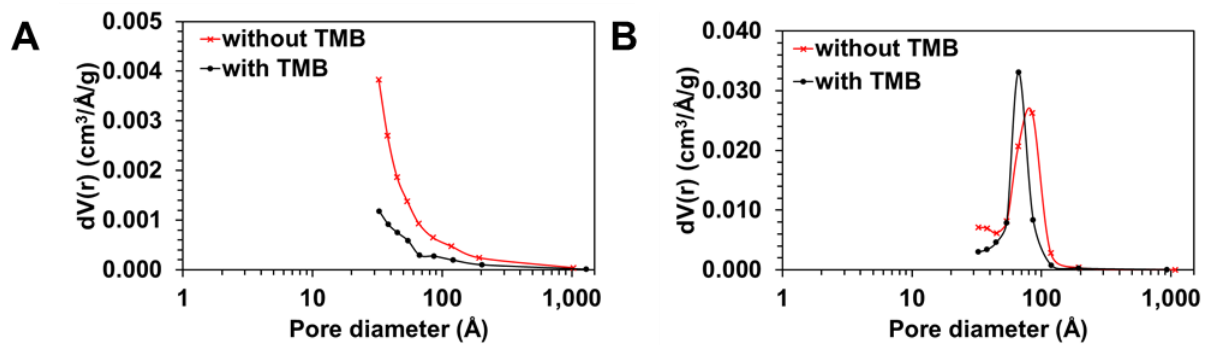 A
dV(r) (cm³/Å/g)
0.005
0.004
0.003
0.002
0.001
0.000
without TMB
with TMB
1
10
100
1,000
Pore diameter (Å)
B
dV(r) (cm³/Å/g)
0.040
0.030
0.020
0.010
0.000
without TMB
with TMB
1
10
100
1,000
Pore diameter (Å)